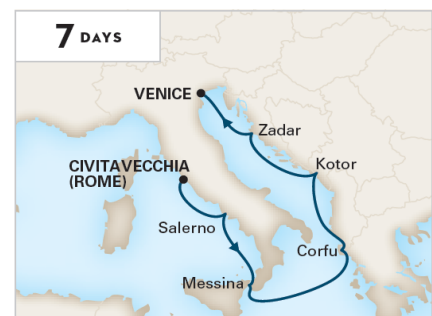 7 DAYS
VENICE
Zadar
CIVITAVECCHIA
(ROME)
Kotor
Salerno
Corfu
Messina